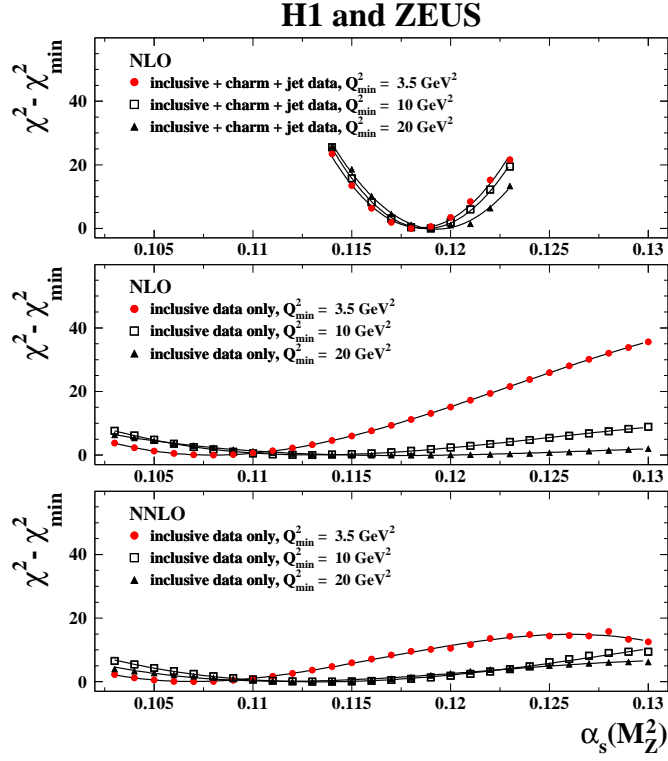 H1 and ZEUS
χ² - χ²min
NLO
inclusive + charm + jet data, Q²min = 3.5 GeV²
inclusive + charm + jet data, Q²min = 10 GeV²
inclusive + charm + jet data, Q²min = 20 GeV²
40
20
0
0.105 0.11 0.115 0.12 0.125 0.13
χ² - χ²min
NLO
inclusive data only, Q²min = 3.5 GeV²
inclusive data only, Q²min = 10 GeV²
inclusive data only, Q²min = 20 GeV²
40
20
0
0.105 0.11 0.115 0.12 0.125 0.13
χ² - χ²min
NNLO
inclusive data only, Q²min = 3.5 GeV²
inclusive data only, Q²min = 10 GeV²
inclusive data only, Q²min = 20 GeV²
40
20
0
0.105 0.11 0.115 0.12 0.125 0.13
αs(M²Z)